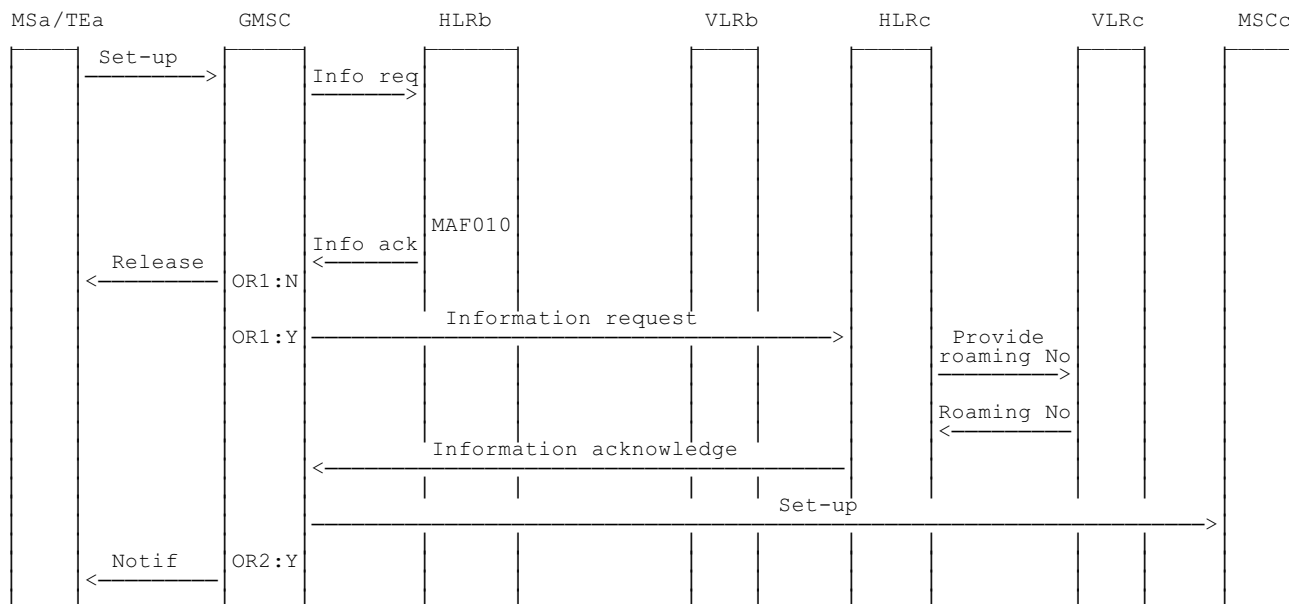 MSa/TEa GMSC HLRb VLRb HLRc VLRc MSCc
Set-up
Info req
MAF010
Info ack
Release
OR1:N
Information request
OR1:Y
Provide
roaming No
Roaming No
Information acknowledge
Set-up
Notif OR2:Y